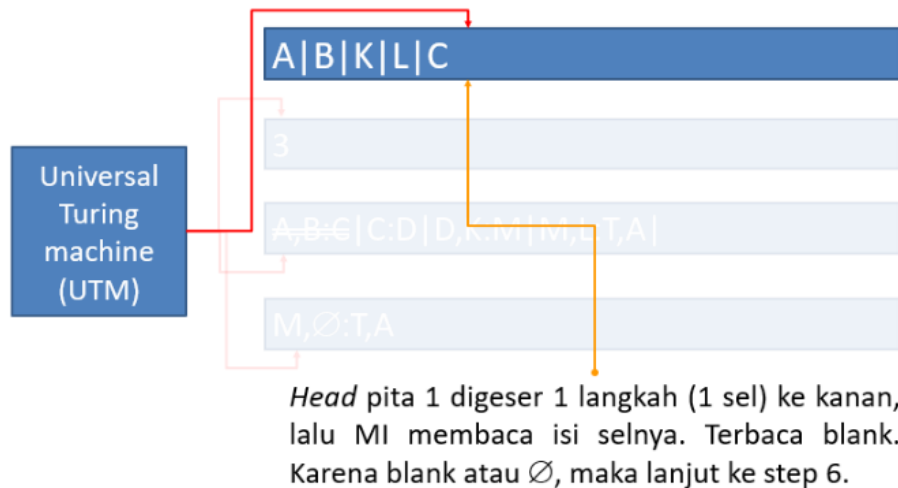 A|B|K|L|C
3
Universal
Turing
machine
(UTM)
A,B:C|C:D|D,K:M|M,L:T,A|
M,∅:T,A
Head pita 1 digeser 1 langkah (1 sel) ke kanan,
lalu MI membaca isi selnya. Terbaca blank.
Karena blank atau ∅, maka lanjut ke step 6.